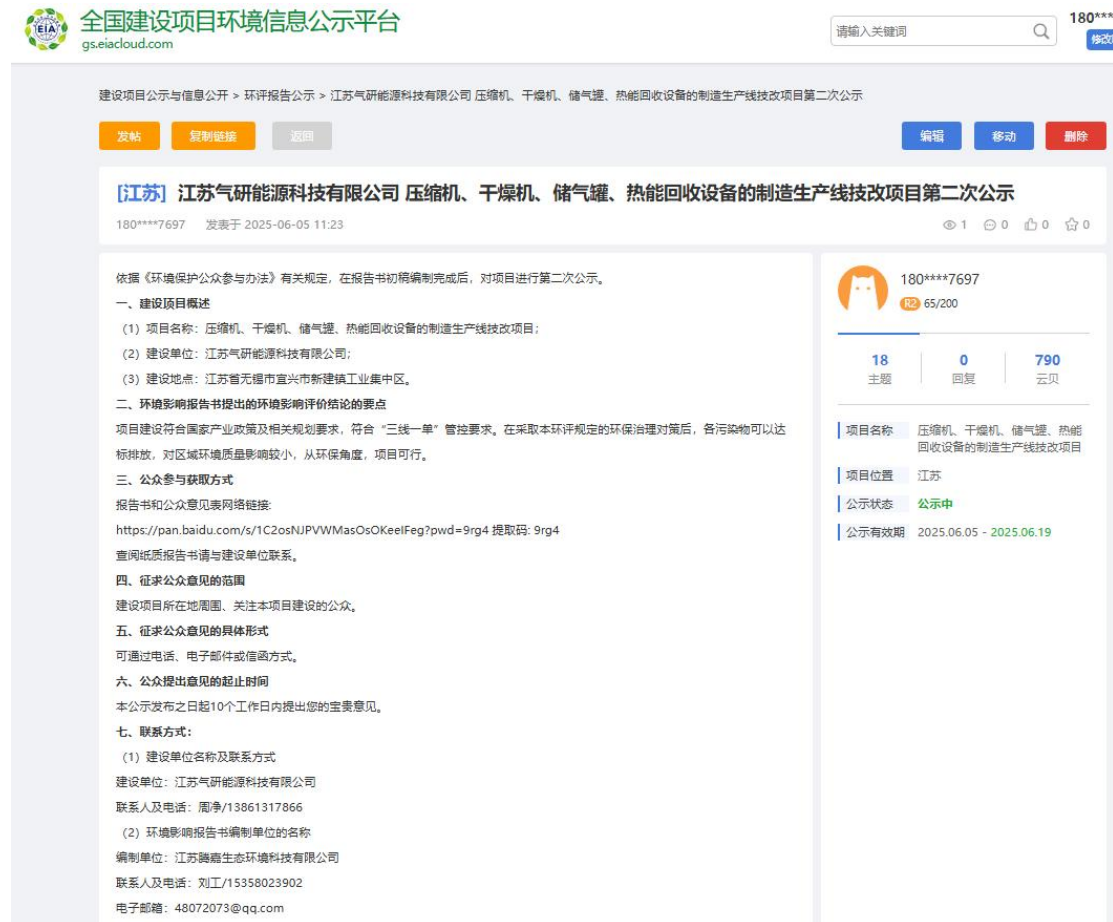 全国建设项目环境信息公示平台
gs.eiacloud.com
请输入关键词
180***
修改
建设项目公示与信息公开 > 环评报告公示 > 江苏气研能源科技有限公司 压缩机、干燥机、储气罐、热能回收设备的制造生产线技改项目第二次公示
发帖
复制链接
返回
编辑
移动
删除
[江苏] 江苏气研能源科技有限公司 压缩机、干燥机、储气罐、热能回收设备的制造生产线技改项目第二次公示
180****7697 发表于 2025-06-05 11:23
1 0 0 0
依据《环境保护公众参与办法》有关规定，在报告书初稿编制完成后，对项目进行第二次公示。
一、建设项目概述
（1）项目名称：压缩机、干燥机、储气罐、热能回收设备的制造生产线技改项目；
（2）建设单位：江苏气研能源科技有限公司；
（3）建设地点：江苏省无锡市宜兴市新建镇工业集中区。
二、环境影响报告书提出的环境影响评价结论的要点
项目建设符合国家产业政策及相关规划要求，符合“三线一单”管控要求。在采取本环评规定的环保治理对策后，各污染物可以达
标排放，对区域环境质量影响较小，从环保角度，项目可行。
三、公众参与获取方式
报告书和公众意见表网络链接:
https://pan.baidu.com/s/1C2osNJPVWMasOsOKeeIFeg?pwd=9rg4 提取码: 9rg4
查阅纸质报告书请与建设单位联系。
四、征求公众意见的范围
建设项目所在地周围、关注本项目建设的公众。
五、征求公众意见的具体形式
可通过电话、电子邮件或信函方式。
六、公众提出意见的起止时间
本公示发布之日起10个工作日内提出您的宝贵意见。
七、联系方式：
（1）建设单位名称及联系方式
建设单位：江苏气研能源科技有限公司
联系人及电话：周净/13861317866
（2）环境影响报告书编制单位的名称
编制单位：江苏腾嘉生态环境科技有限公司
联系人及电话：刘工/15358023902
电子邮箱：48072073@qq.com
180****7697
R2 65/200
18 0 790
主题 回复 云贝
项目名称 压缩机、干燥机、储气罐、热能
回收设备的制造生产线技改项目
项目位置 江苏
公示状态 公示中
公示有效期 2025.06.05 - 2025.06.19